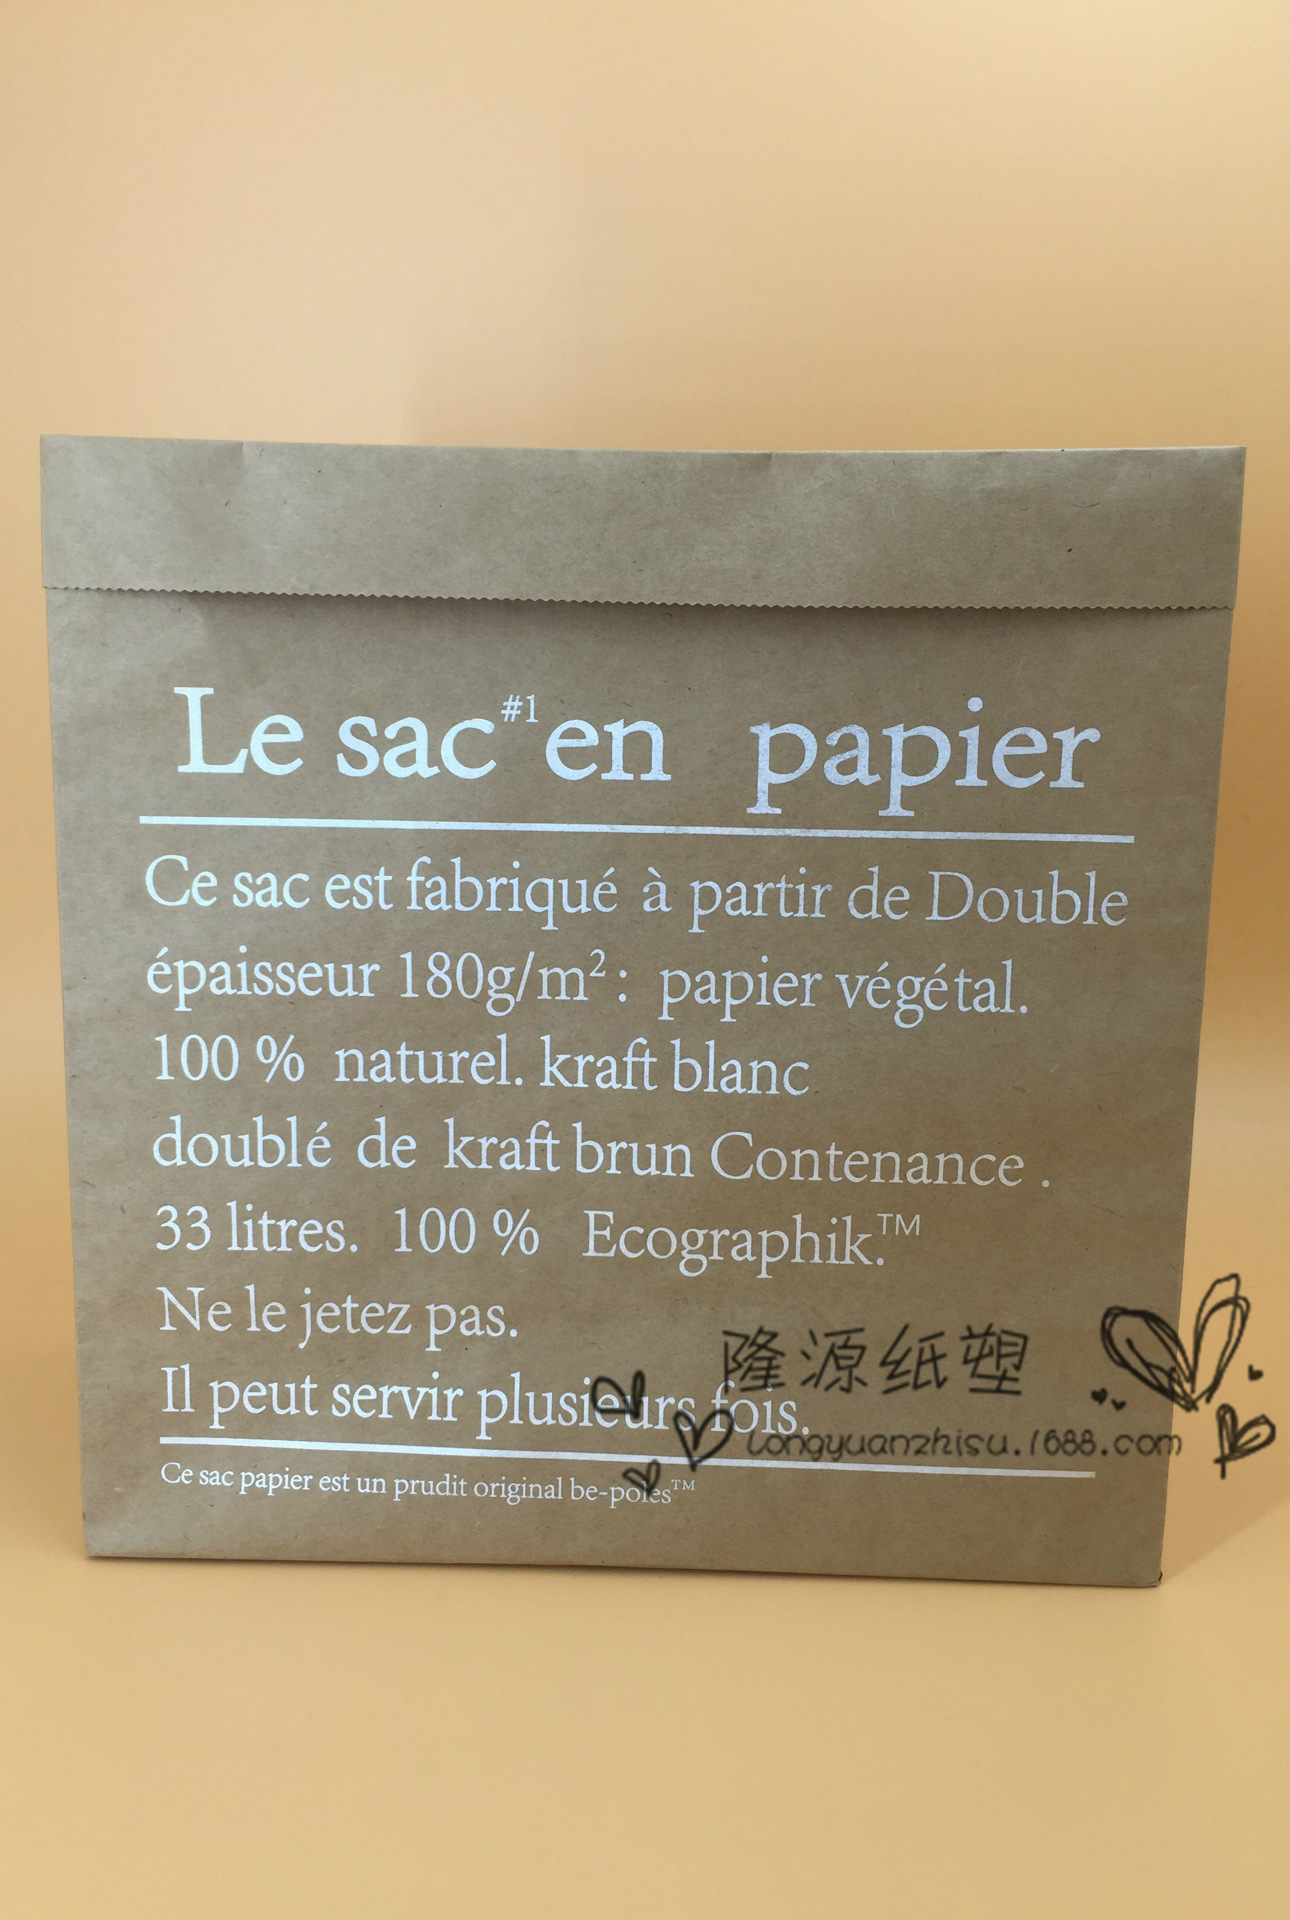 Le sac#1 en papier
Ce sac est fabriqué à partir de Double
épaisseur 180g/m²: papier végétal.
100 % naturel. kraft blanc
doublé de kraft brun Contenance .
33 litres. 100 % Ecographik.™
Ne le jetez pas.
隆源纸塑
Il peut servir plusieurs fois.
longyuanzhisu.1688.com
Ce sac papier est un prudit original be-poles™